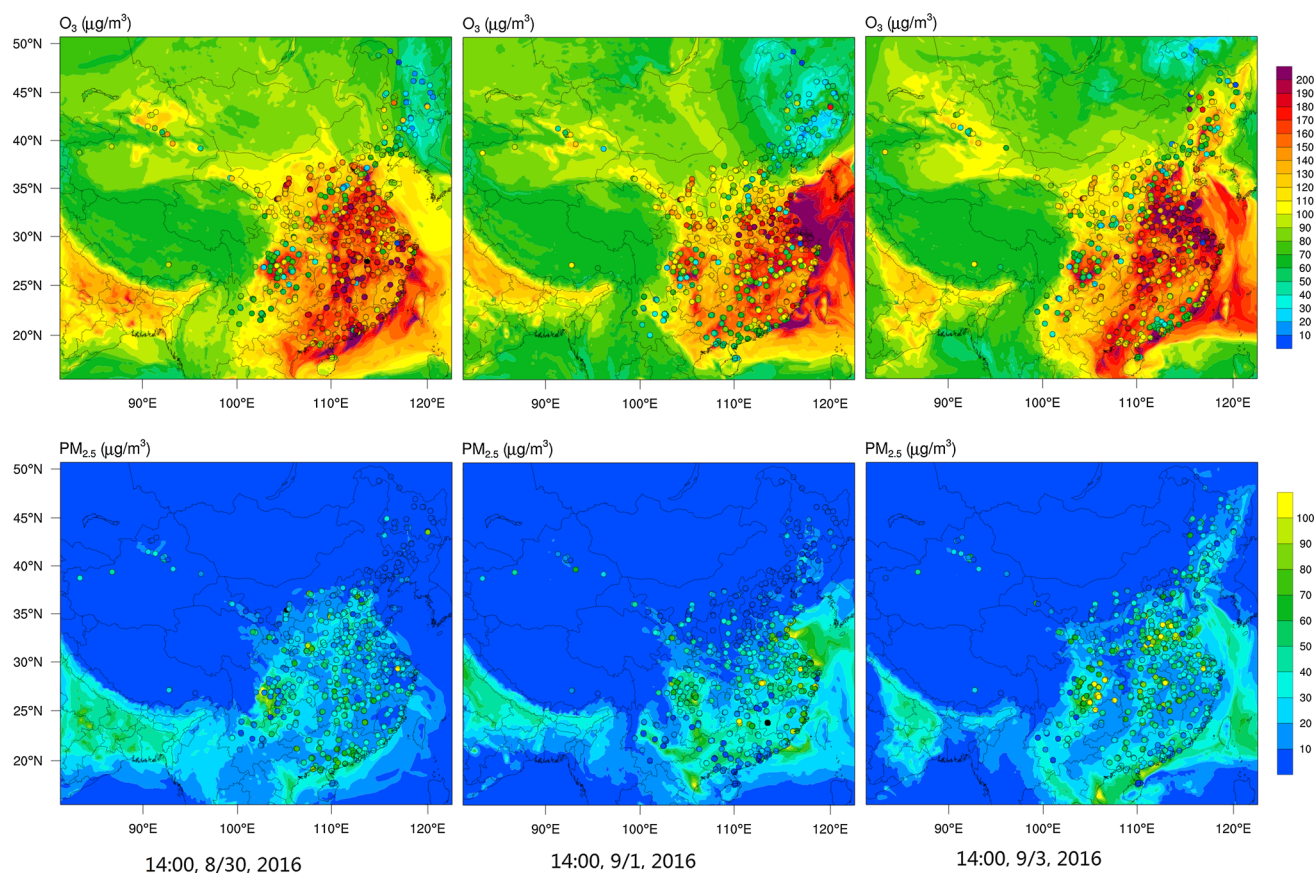 O3 (μg/m3)
O3 (μg/m3)
O3 (μg/m3)
50°N
45°N
40°N
35°N
30°N
25°N
20°N
90°E
100°E
110°E
120°E
90°E
100°E
110°E
120°E
90°E
100°E
110°E
120°E
200
190
180
170
160
150
140
130
120
110
100
90
80
70
60
50
40
30
20
10
PM2.5 (μg/m3)
PM2.5 (μg/m3)
PM2.5 (μg/m3)
50°N
45°N
40°N
35°N
30°N
25°N
20°N
90°E
100°E
110°E
120°E
90°E
100°E
110°E
120°E
90°E
100°E
110°E
120°E
100
90
80
70
60
50
40
30
20
10
14:00, 8/30, 2016
14:00, 9/1, 2016
14:00, 9/3, 2016